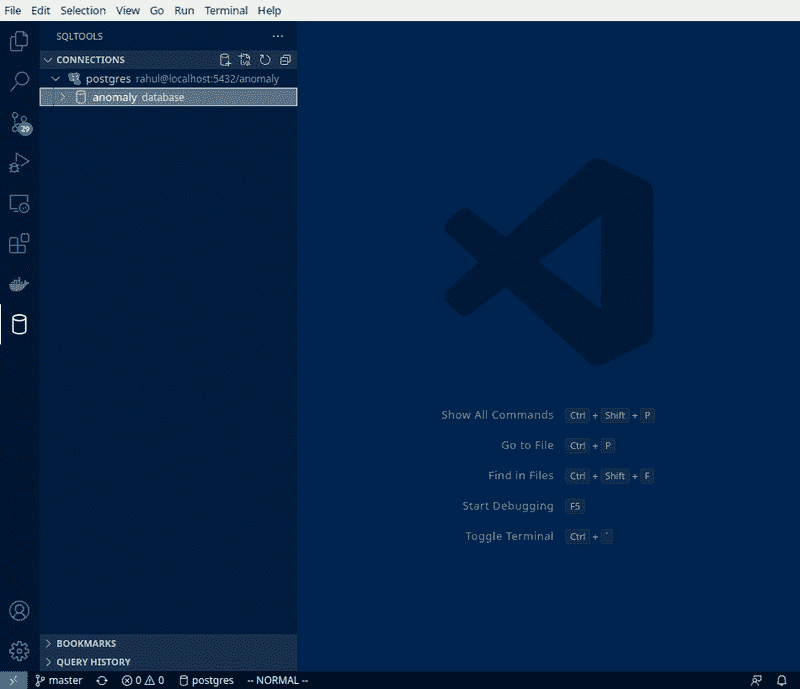 File Edit Selection View Go Run Terminal Help
SQLTOOLS ...
CONNECTIONS
postgres rahul@localhost:5432/anomaly
anomaly database
29
Show All Commands Ctrl + Shift + P
Go to File Ctrl + P
Find in Files Ctrl + Shift + F
Start Debugging F5
Toggle Terminal Ctrl + `
BOOKMARKS
QUERY HISTORY
master 0 0 postgres -- NORMAL --